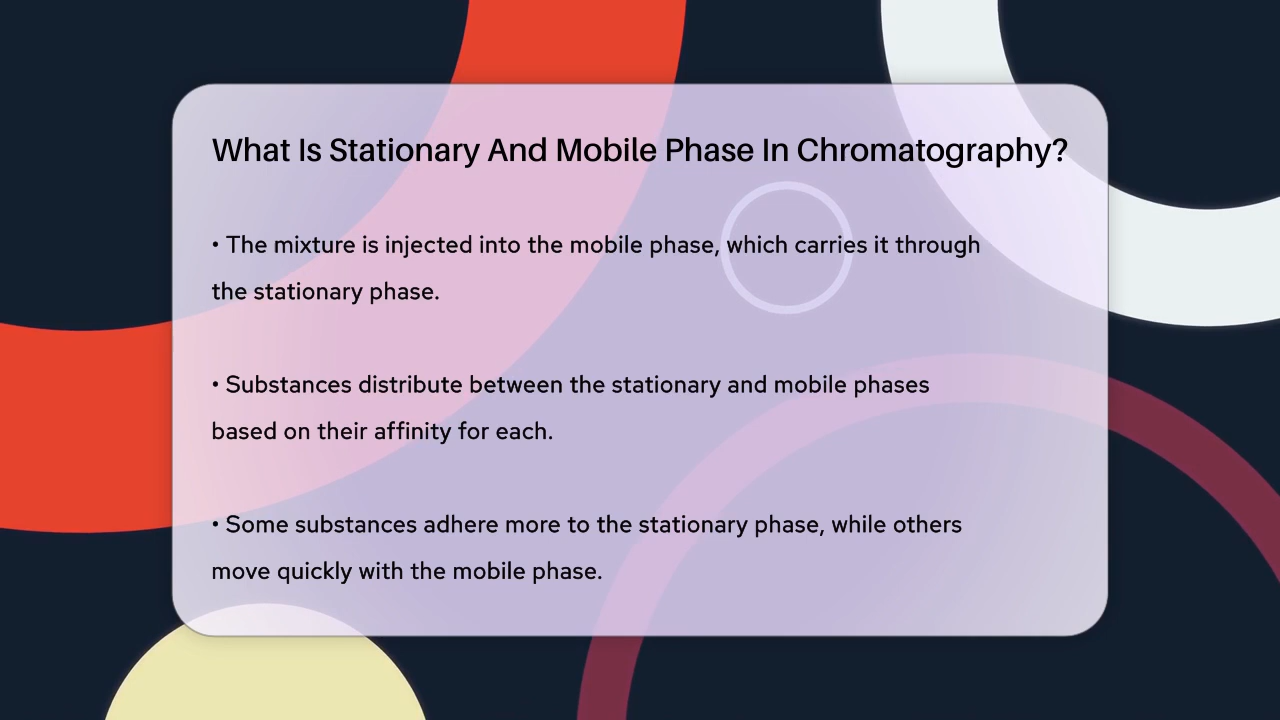 What Is Stationary And Mobile Phase In Chromatography?
• The mixture is injected into the mobile phase, which carries it through
the stationary phase.
• Substances distribute between the stationary and mobile phases
based on their affinity for each.
• Some substances adhere more to the stationary phase, while others
move quickly with the mobile phase.